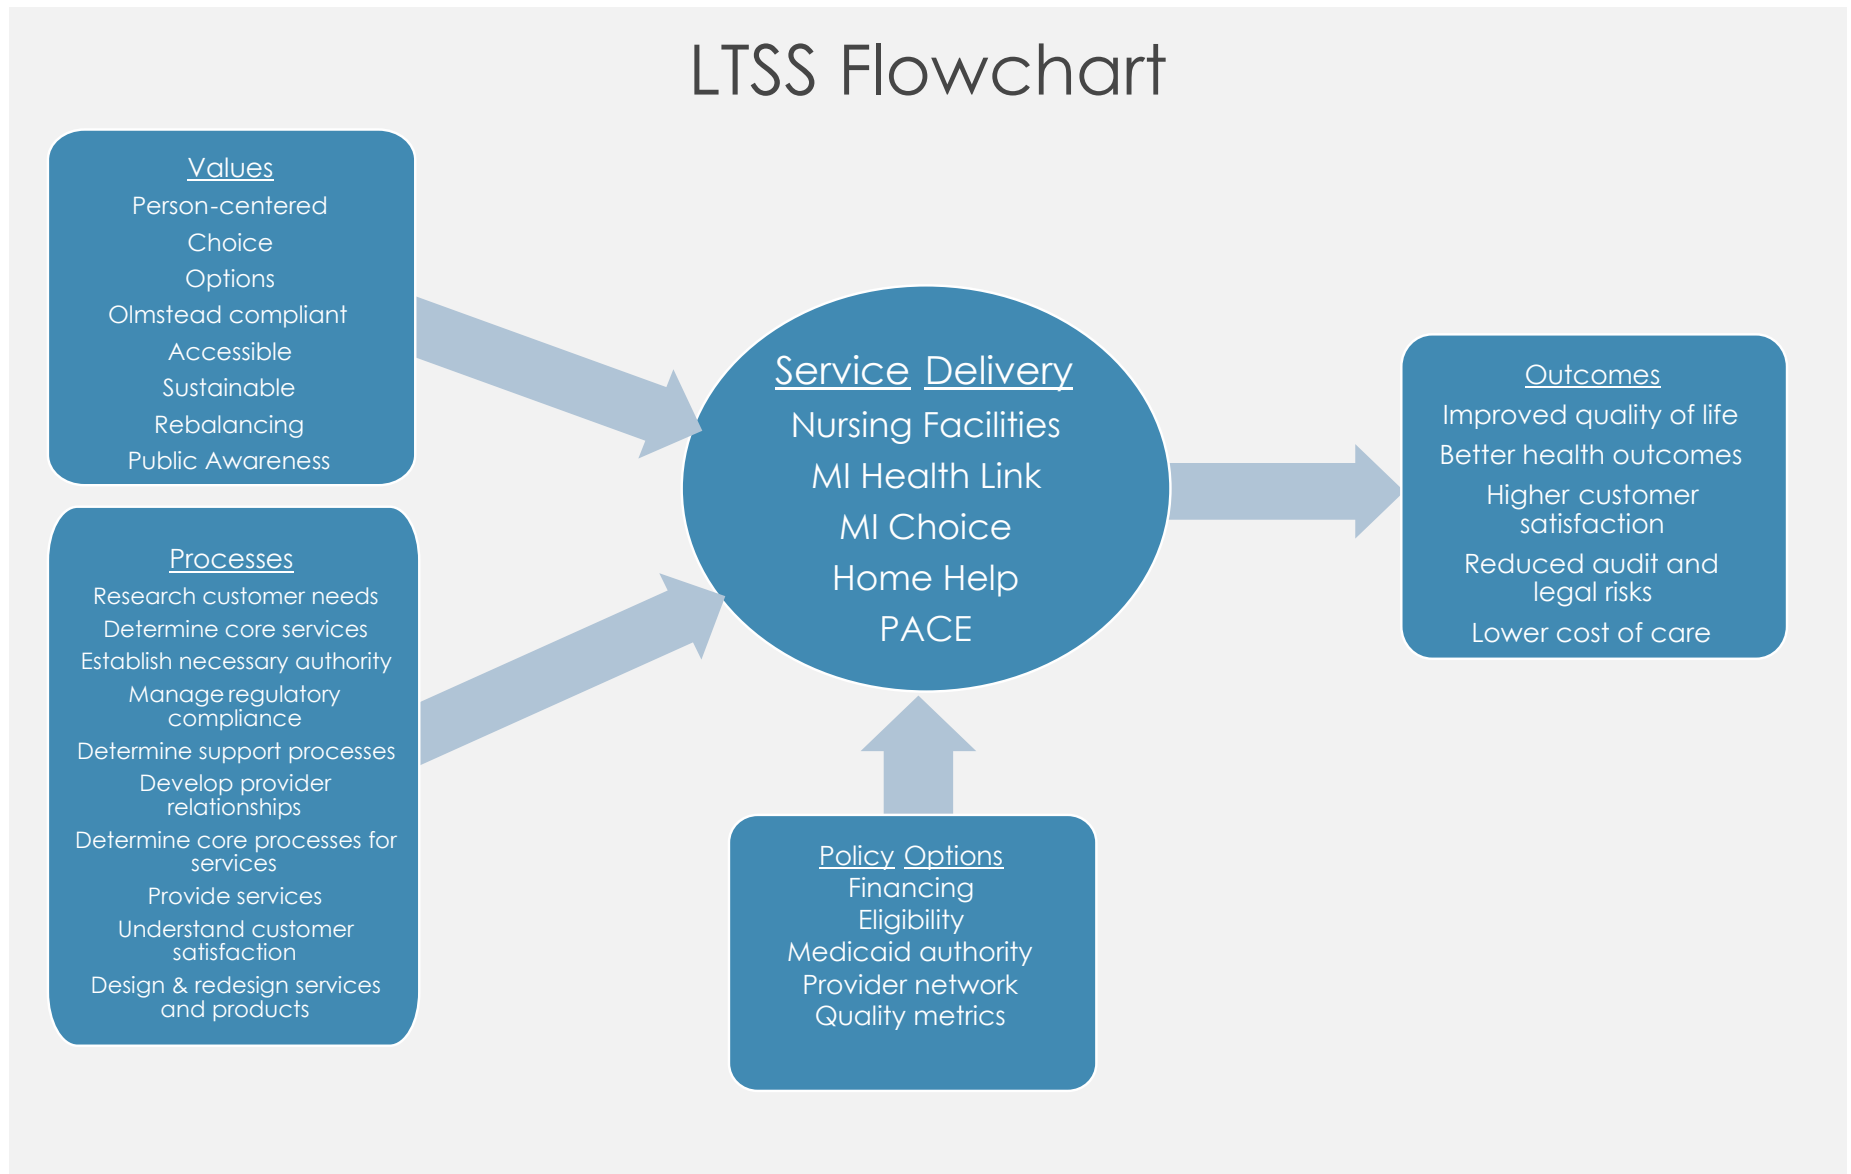 LTSS Flowchart
Values
Person-centered
Choice
Options
Olmstead compliant
Accessible
Sustainable
Rebalancing
Public Awareness
Processes
Research customer needs
Determine core services
Establish necessary authority
Manage regulatory
compliance
Determine support processes
Develop provider
relationships
Determine core processes for
services
Provide services
Understand customer
satisfaction
Design & redesign services
and products
Service Delivery
Nursing Facilities
MI Health Link
MI Choice
Home Help
PACE
Policy Options
Financing
Eligibility
Medicaid authority
Provider network
Quality metrics
Outcomes
Improved quality of life
Better health outcomes
Higher customer
satisfaction
Reduced audit and
legal risks
Lower cost of care